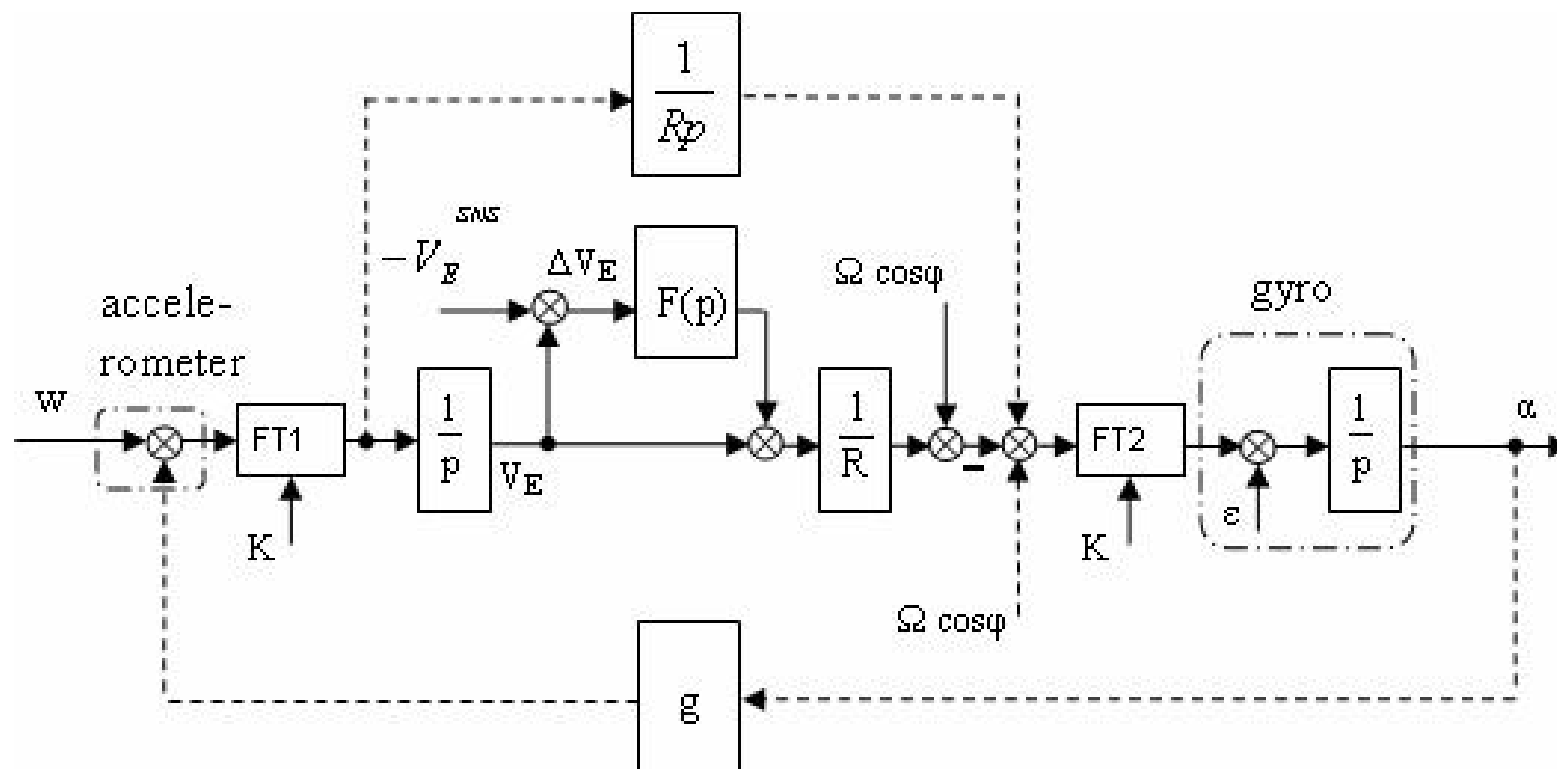 1
Rp
sns
-V_E
ΔV_E
F(p)
Ω cosφ
gyro
accele-
rometer
w
FT1
1
p
V_E
1
R
-
FT2
1
p
α
K
K
ε
Ω cosφ
g